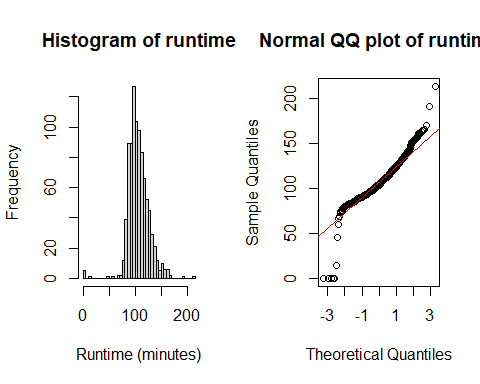 Histogram of runtime
Frequency
0
60
100
0
100
200
Runtime (minutes)
Normal QQ plot of runtim
Sample Quantiles
0
50
100
150
200
-3
-1
1
3
Theoretical Quantiles